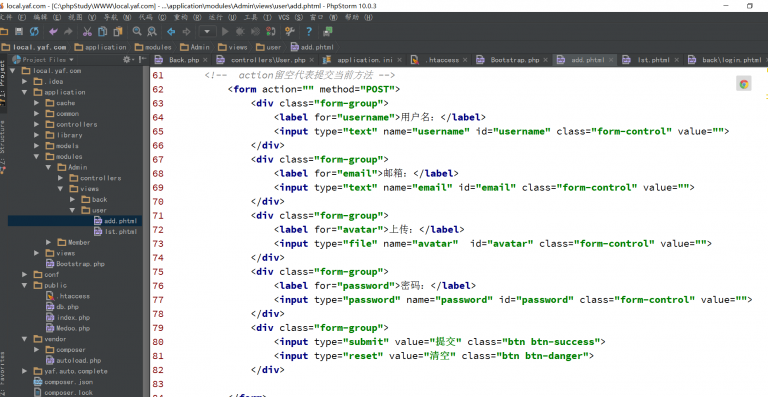 local.yaf.com - [C:\phpStudy\WWW\local.yaf.com] - ...\application\modules\Admin\views\user\add.phtml - PhpStorm 10.0.3
文件(F) 编辑(E) 视图(V) 导航(N) 代码(C) 重构(R) 运行(U) 工具(T) VCS(S) 窗口(W) 帮助(H)
local.yaf.com application modules Admin views user add.phtml
Project Files
Back.php controllers\User.php application.ini .htaccess Bootstrap.php add.phtml lst.phtml back\login.phtml
1: Project
Z: Structure
Favorites
local.yaf.com
.idea
application
cache
common
controllers
library
models
modules
Admin
controllers
views
back
user
add.phtml
lst.phtml
Member
views
Bootstrap.php
conf
public
.htaccess
db.php
index.php
Medoo.php
vendor
composer
autoload.php
yaf.auto.complete
composer.json
composer.lock
61 <!-- action留空代表提交当前方法 -->
62 <form action="" method="POST">
63 <div class="form-group">
64 <label for="username">用户名：</label>
65 <input type="text" name="username" id="username" class="form-control" value="">
66 </div>
67 <div class="form-group">
68 <label for="email">邮箱：</label>
69 <input type="text" name="email" id="email" class="form-control" value="">
70 </div>
71 <div class="form-group">
72 <label for="avatar">上传：</label>
73 <input type="file" name="avatar"  id="avatar" class="form-control" value="">
74 </div>
75 <div class="form-group">
76 <label for="password">密码：</label>
77 <input type="password" name="password" id="password" class="form-control" value="">
78 </div>
79 <div class="form-group">
80 <input type="submit" value="提交" class="btn btn-success">
81 <input type="reset" value="清空" class="btn btn-danger">
82 </div>
83
84 </form>